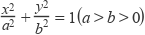 x²/a² + y²/b² = 1(a > b > 0)